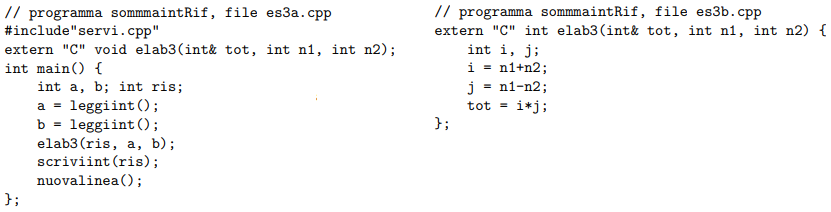 // programma sommmaintRif, file es3a.cpp
#include"servi.cpp"
extern "C" void elab3(int& tot, int n1, int n2);
int main() {
    int a, b; int ris;
    a = leggiint();
    b = leggiint();
    elab3(ris, a, b);
    scriviint(ris);
    nuovalinea();
};
// programma sommmaintRif, file es3b.cpp
extern "C" int elab3(int& tot, int n1, int n2) {
    int i, j;
    i = n1+n2;
    j = n1-n2;
    tot = i*j;
};